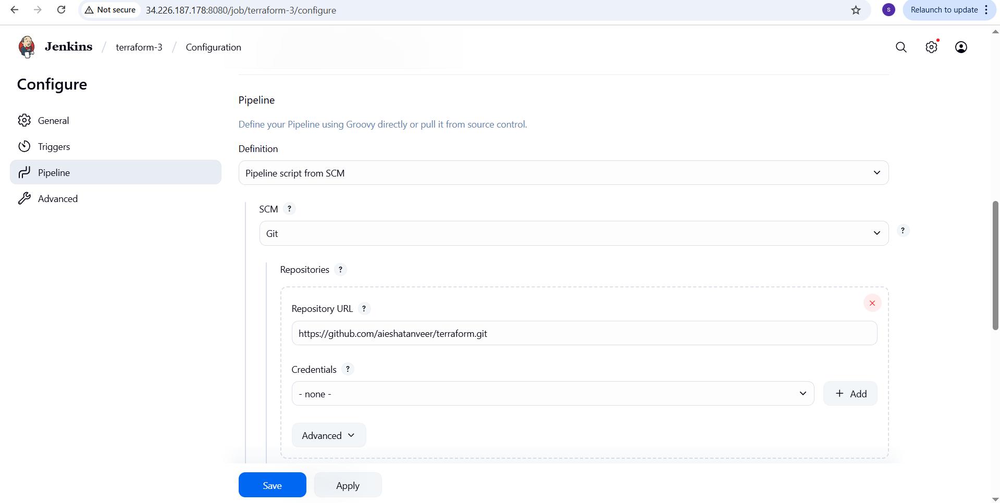 Not secure 34.226.187.178:8080/job/terraform-3/configure S Relaunch to update
Jenkins / terraform-3 / Configuration
Configure
General
Triggers
Pipeline
Advanced
Pipeline
Define your Pipeline using Groovy directly or pull it from source control.
Definition
Pipeline script from SCM
SCM ?
Git
?
Repositories ?
Repository URL ?
https://github.com/aieshatanveer/terraform.git
Credentials ?
- none -
+ Add
Advanced
Save Apply